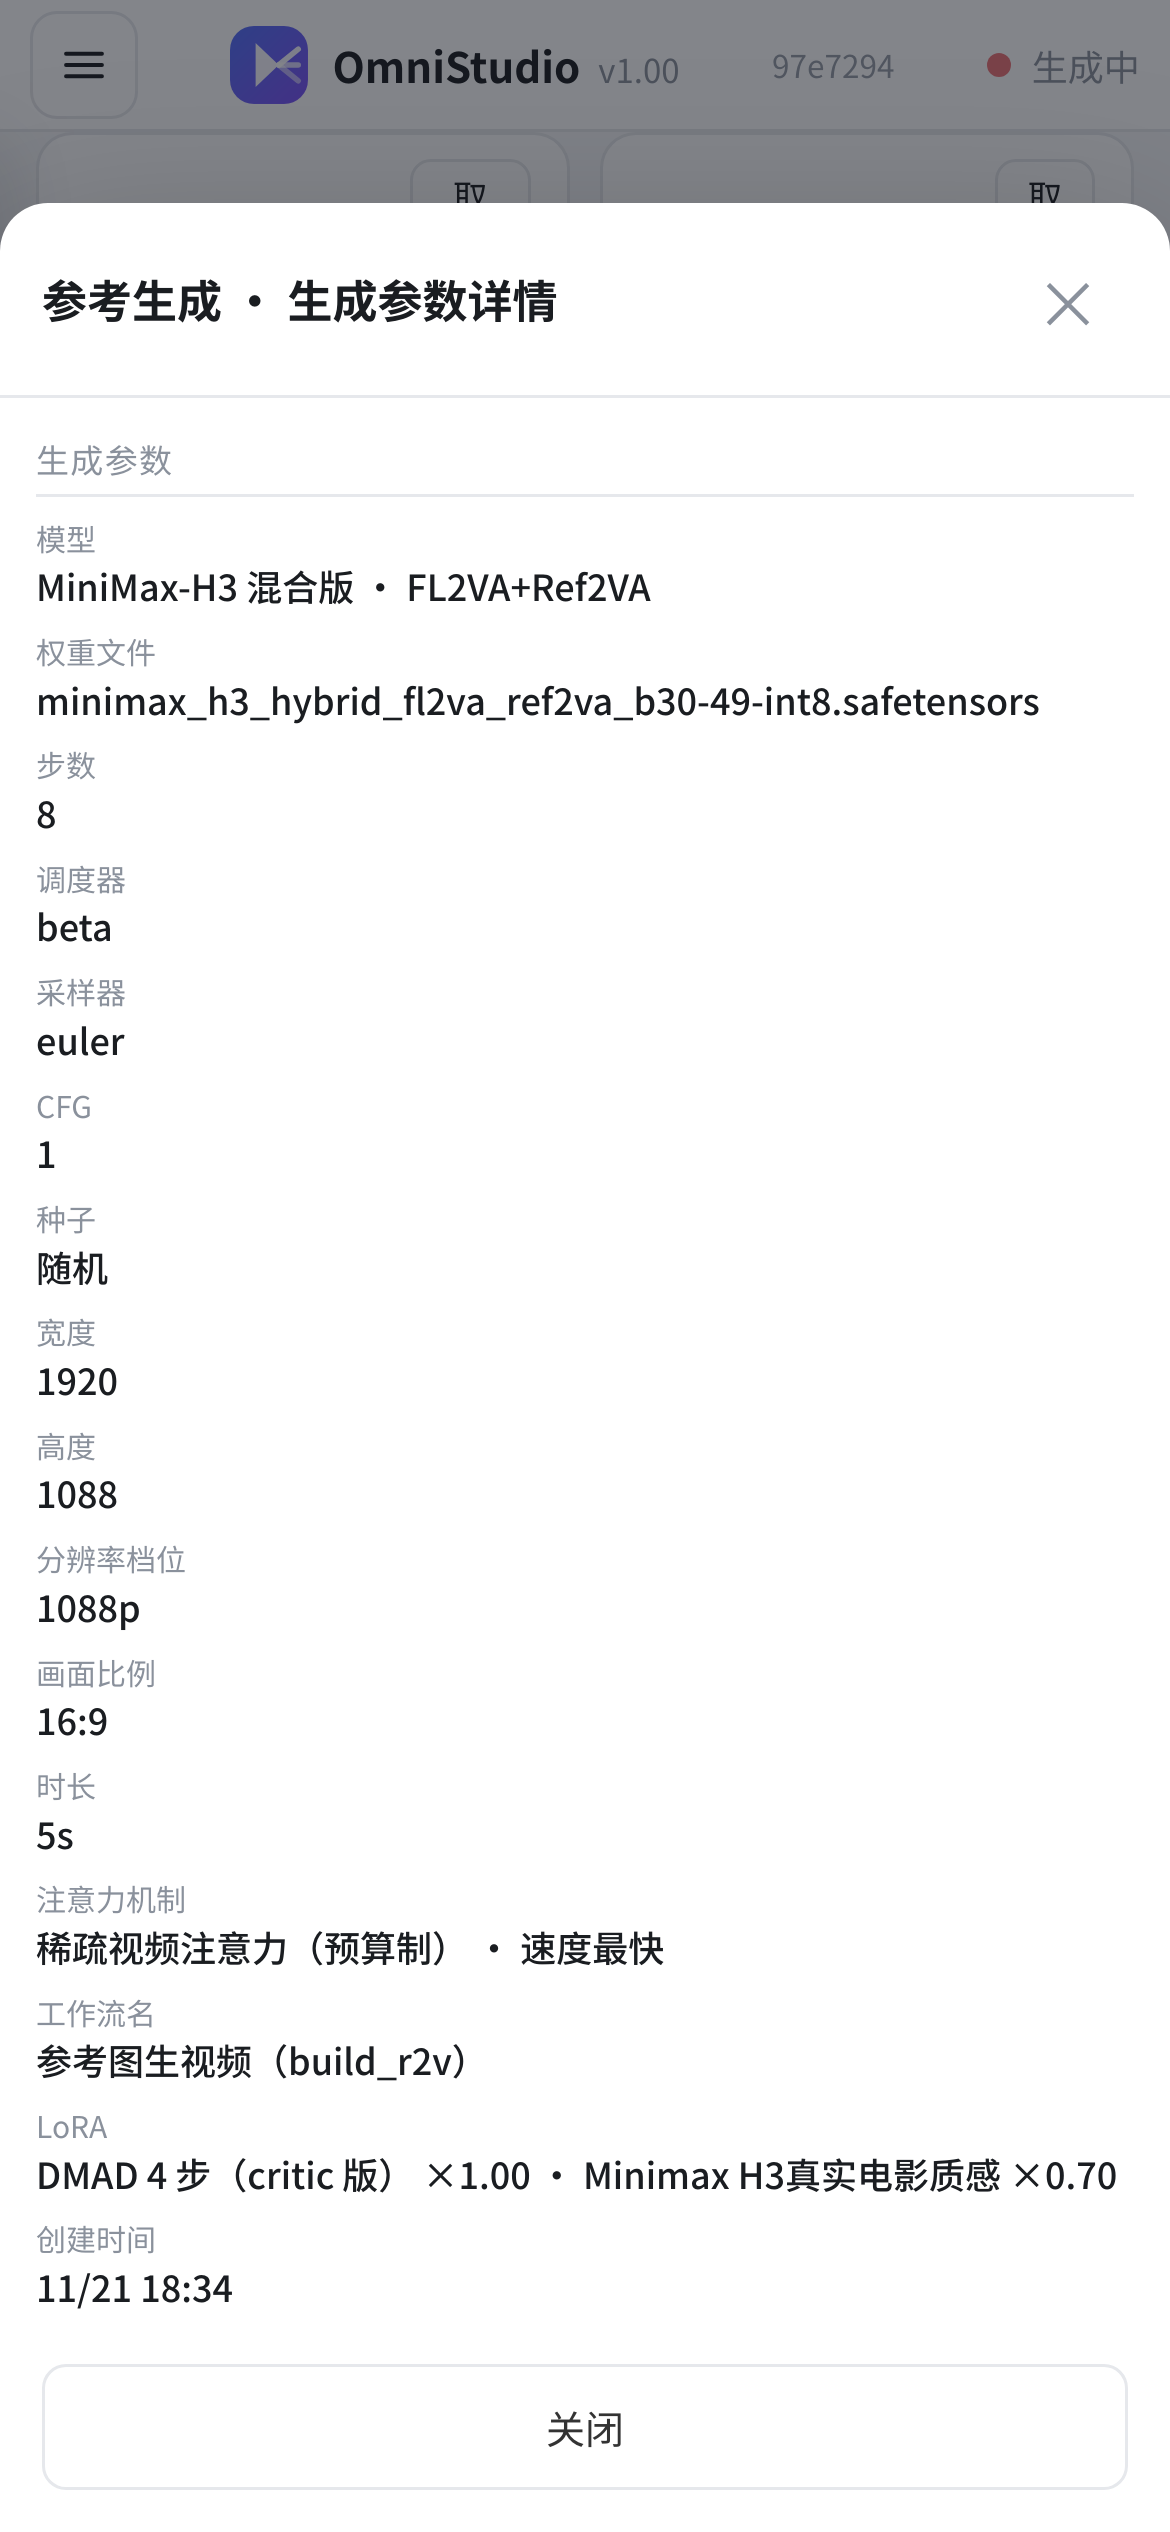 OmniStudio v1.00 97e7294 生成中
取 取
参考生成 · 生成参数详情
生成参数
模型
MiniMax-H3 混合版 · FL2VA+Ref2VA
权重文件
minimax_h3_hybrid_fl2va_ref2va_b30-49-int8.safetensors
步数
8
调度器
beta
采样器
euler
CFG
1
种子
随机
宽度
1920
高度
1088
分辨率档位
1088p
画面比例
16:9
时长
5s
注意力机制
稀疏视频注意力（预算制） · 速度最快
工作流名
参考图生视频（build_r2v）
LoRA
DMAD 4 步（critic 版） ×1.00 · Minimax H3真实电影质感 ×0.70
创建时间
11/21 18:34
关闭